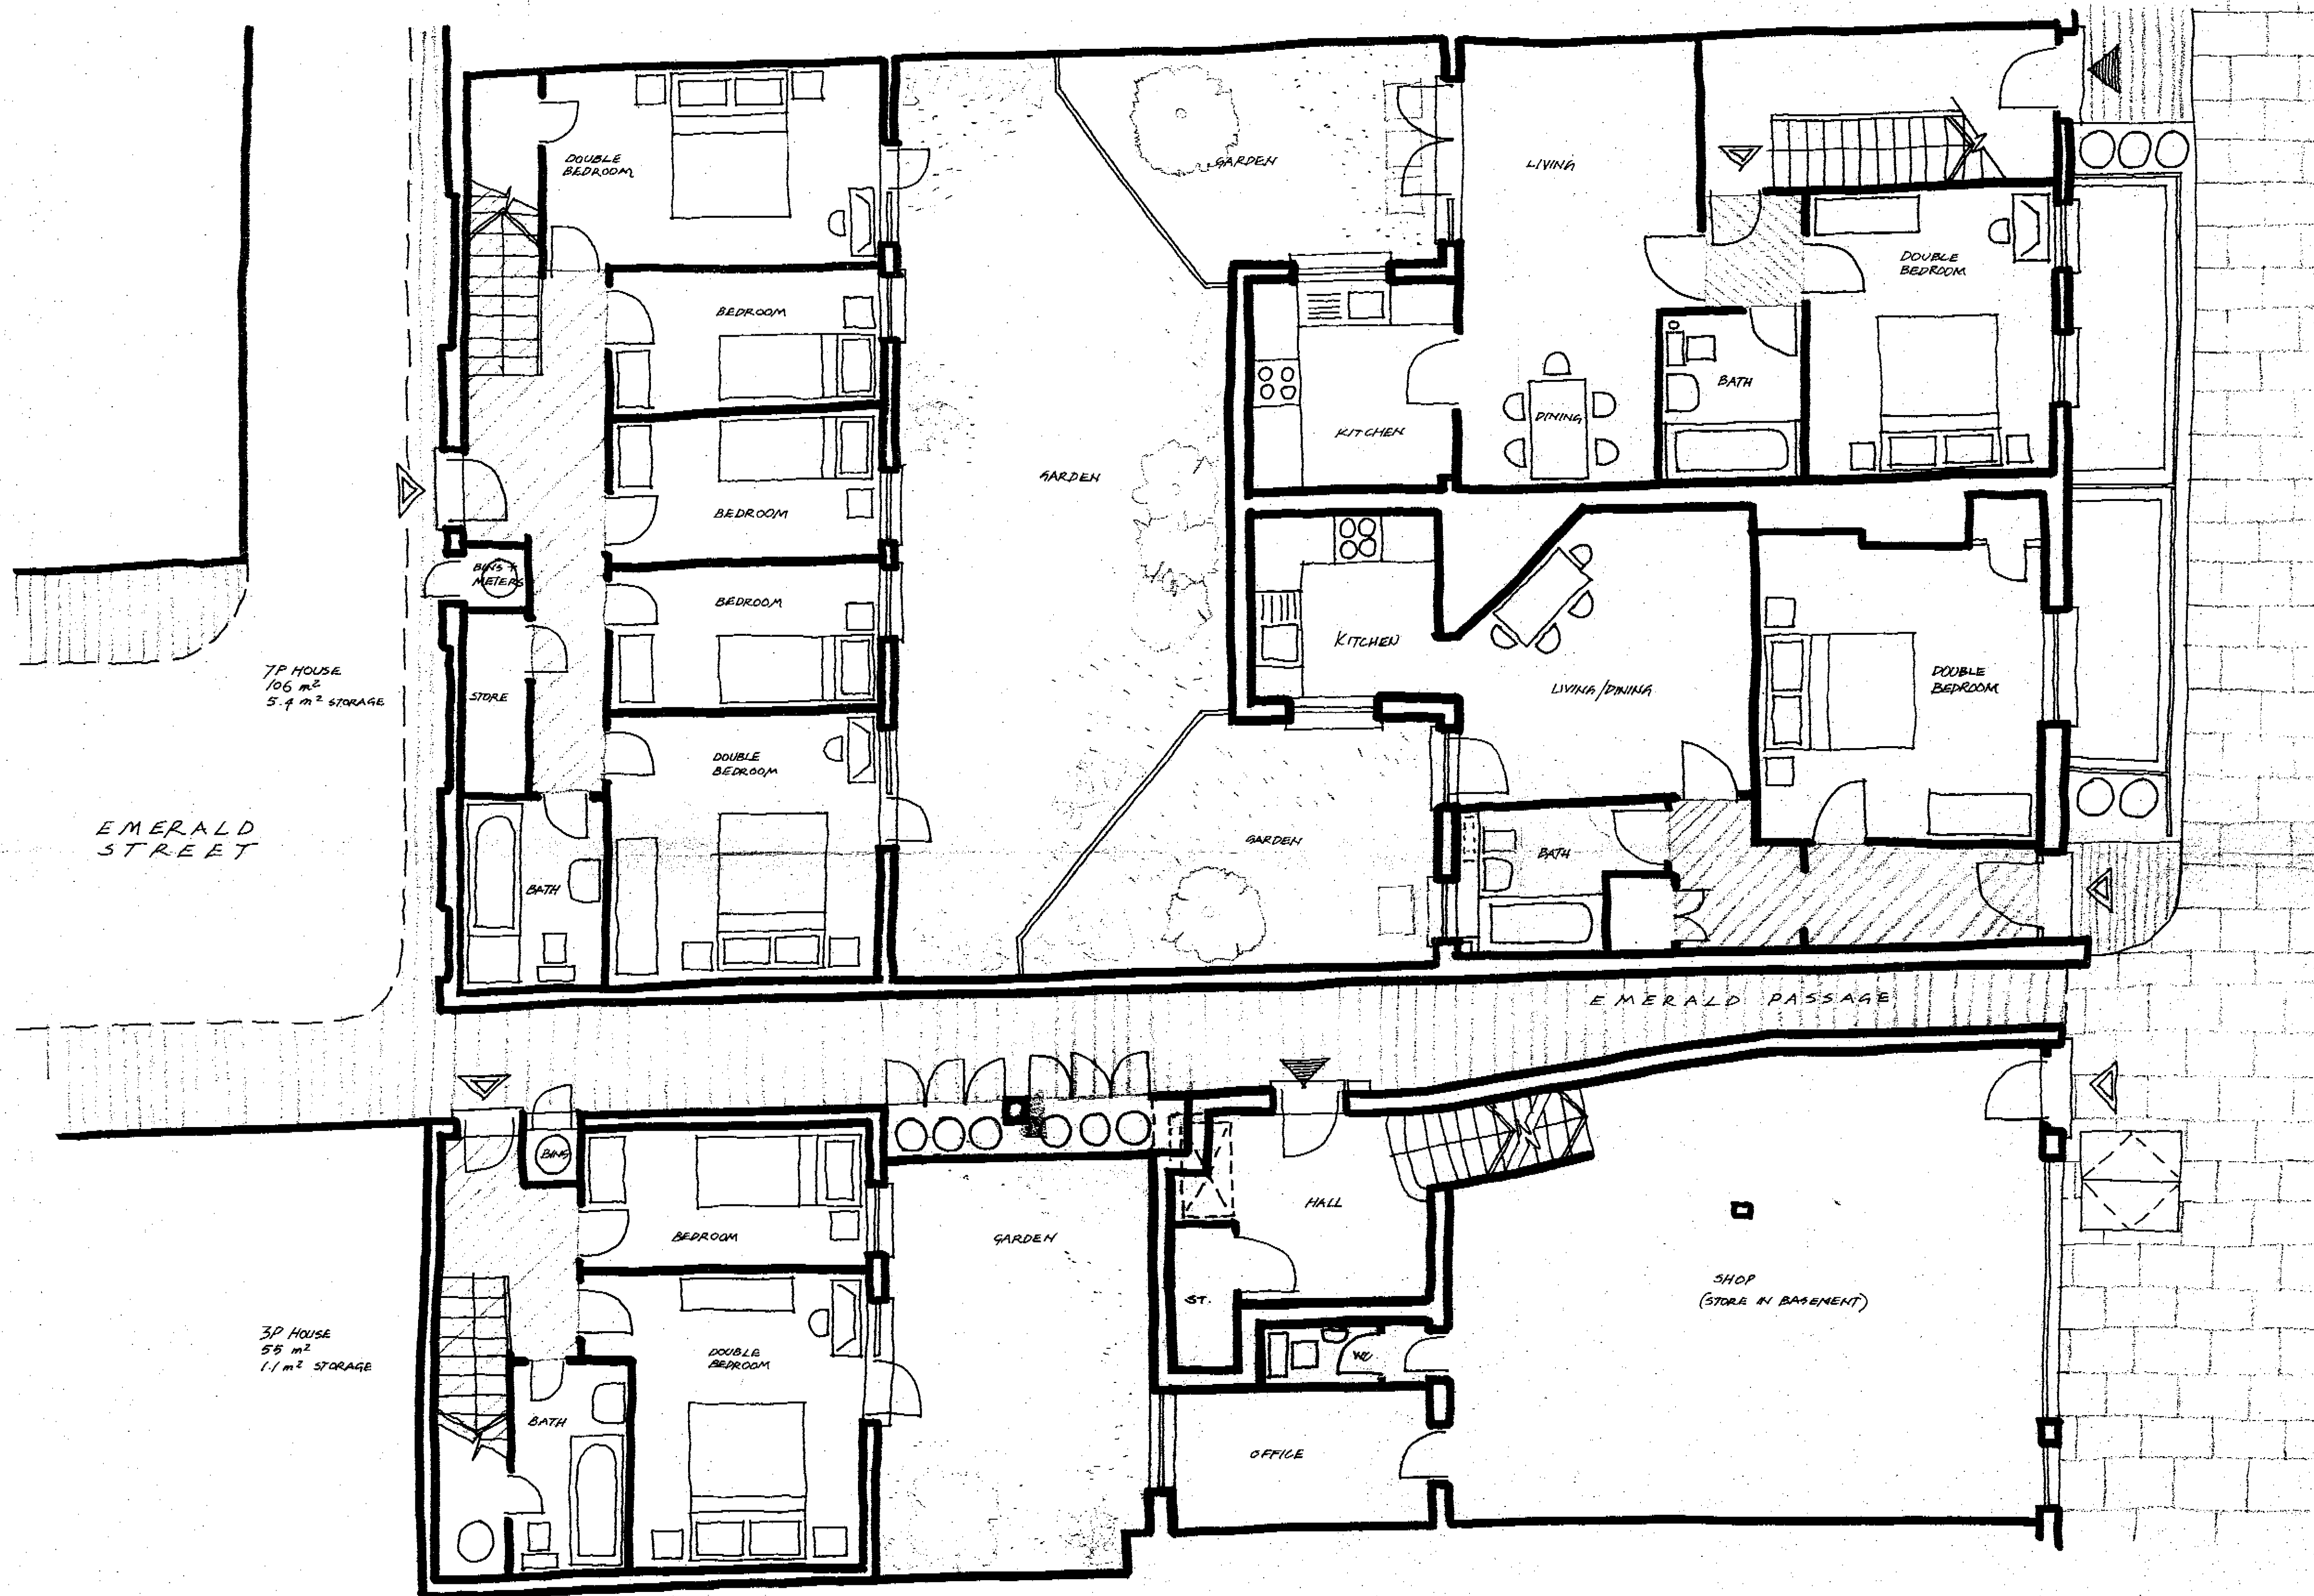 DOUBLE
BEDROOM
GARDEN
LIVING
DOUBLE
BEDROOM
BEDROOM
BATH
DINING
KITCHEN
GARDEN
BEDROOM
BINS +
METERS
BEDROOM
KITCHEN
LIVING/DINING
DOUBLE
BEDROOM
7P HOUSE
106 m²
5.4 m² STORAGE
STORE
DOUBLE
BEDROOM
EMERALD
STREET
GARDEN
BATH
BATH
EMERALD PASSAGE
BINS
BEDROOM
GARDEN
HALL
ST.
SHOP
(STORE IN BASEMENT)
3P HOUSE
55 m²
1.1 m² STORAGE
DOUBLE
BEDROOM
WC
BATH
OFFICE